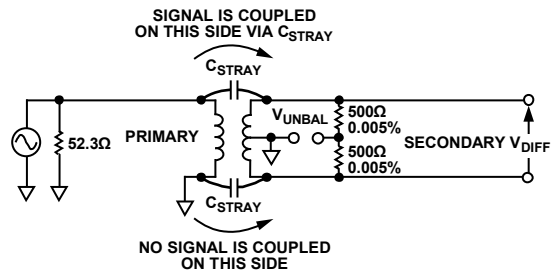 SIGNAL IS COUPLED
ON THIS SIDE VIA CSTRAY
CSTRAY
VUNBAL
500Ω
0.005%
52.3Ω
PRIMARY
SECONDARY VDIFF
500Ω
0.005%
CSTRAY
NO SIGNAL IS COUPLED
ON THIS SIDE